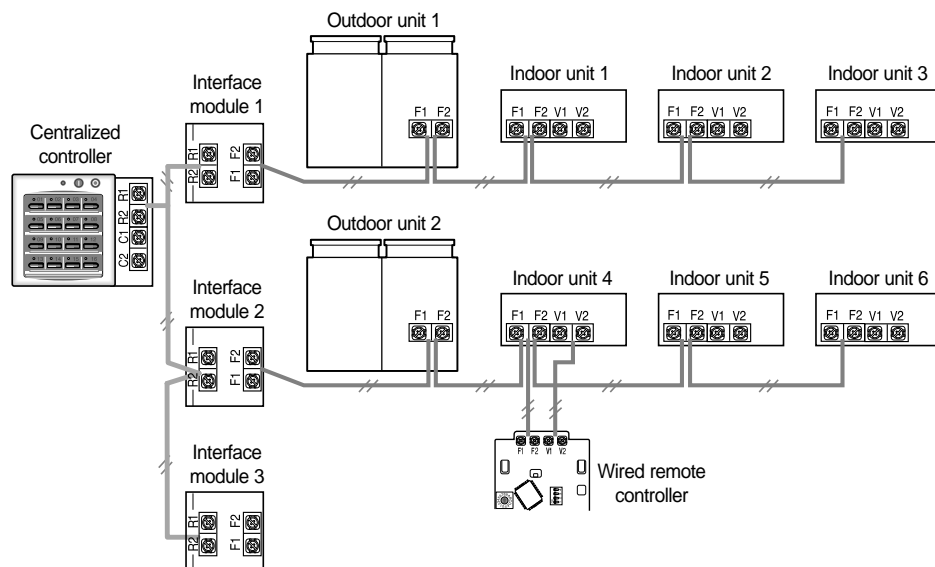 Outdoor unit 1
Interface
module 1
Indoor unit 1
Indoor unit 2
Indoor unit 3
Centralized
controller
R1
R2
F2
F1
F1 F2
F1 F2 V1 V2
F1 F2 V1 V2
F1 F2 V1 V2
R1
R2
C1
C2
Outdoor unit 2
Interface
module 2
Indoor unit 4
Indoor unit 5
Indoor unit 6
R1
R2
F2
F1
F1 F2
F1 F2 V1 V2
F1 F2 V1 V2
F1 F2 V1 V2
F1 F2 V1 V2
Wired remote
controller
Interface
module 3
R1
R2
F2
F1